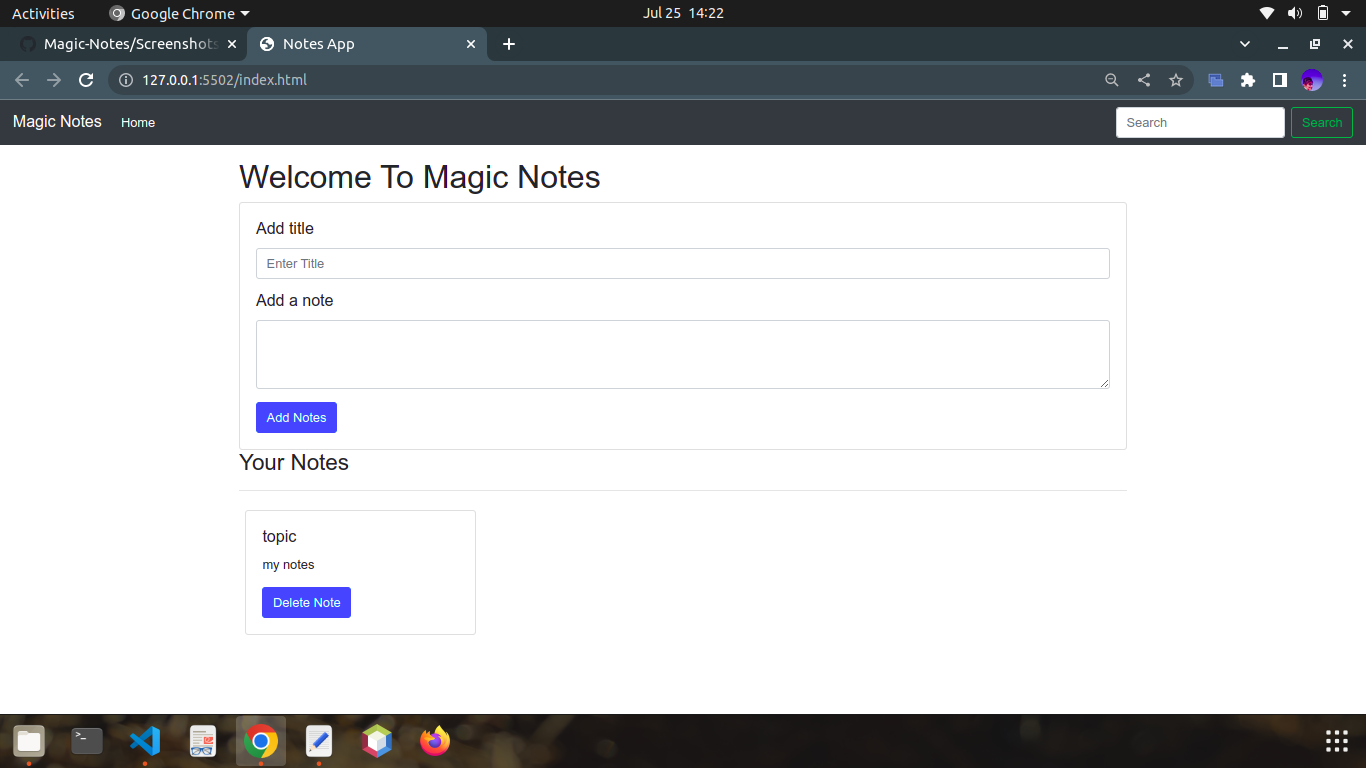 Activities Google Chrome Jul 25 14:22
Magic-Notes/Screenshots Notes App
127.0.0.1:5502/index.html
Magic Notes Home Search Search
Welcome To Magic Notes
Add title
Enter Title
Add a note
Add Notes
Your Notes
topic
my notes
Delete Note